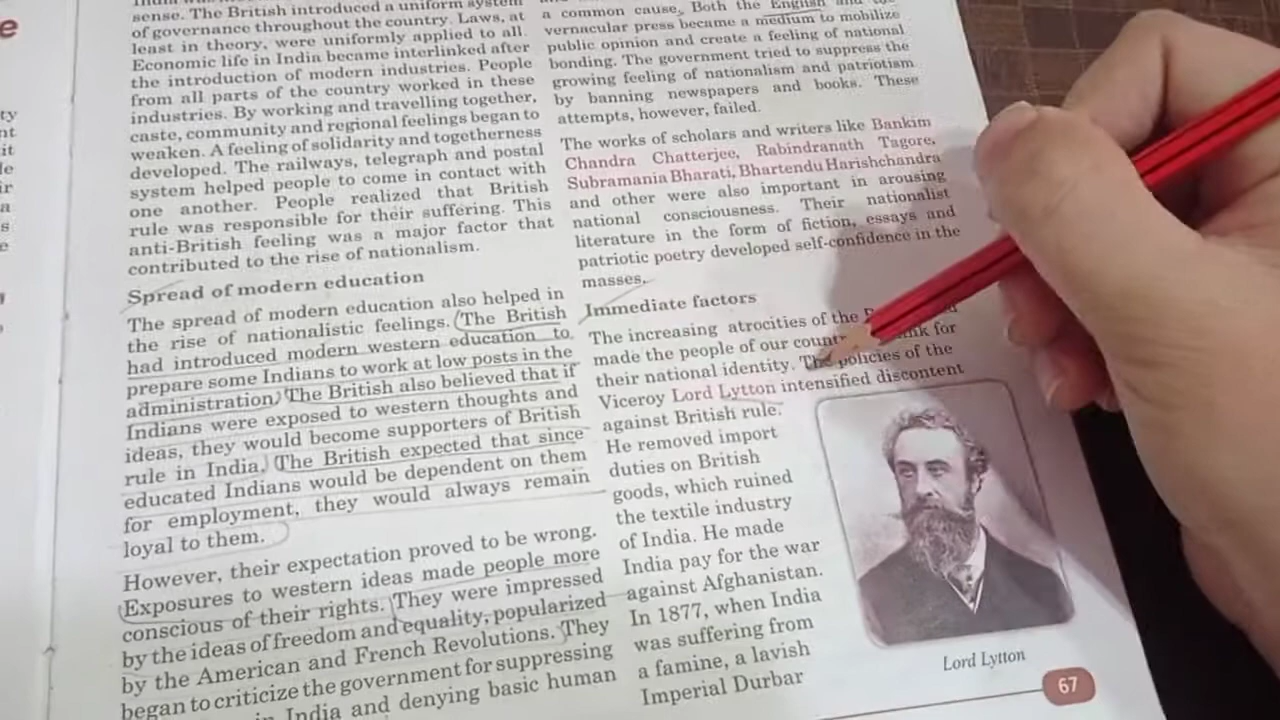 e
ty
nt
it
le
ir
a
s
e
sense. The British introduced a uniform system
of governance throughout the country. Laws, at
least in theory, were uniformly applied to all.
Economic life in India became interlinked after
the introduction of modern industries. People
from all parts of the country worked in these
industries. By working and travelling together,
caste, community and regional feelings began to
weaken. A feeling of solidarity and togetherness
developed. The railways, telegraph and postal
system helped people to come in contact with
one another. People realized that British
rule was responsible for their suffering. This
anti-British feeling was a major factor that
contributed to the rise of nationalism.
Spread of modern education
The spread of modern education also helped in
the rise of nationalistic feelings. The British
had introduced modern western education to
prepare some Indians to work at low posts in the
administration. The British also believed that if
Indians were exposed to western thoughts and
ideas, they would become supporters of British
rule in India. The British expected that since
educated Indians would be dependent on them
for employment, they would always remain
loyal to them.
However, their expectation proved to be wrong.
Exposures to western ideas made people more
conscious of their rights. They were impressed
by the ideas of freedom and equality, popularized
by the American and French Revolutions. They
began to criticize the government for suppressing
in India and denying basic human
a common cause. Both the English and
vernacular press became a medium to mobilize
public opinion and create a feeling of national
bonding. The government tried to suppress the
growing feeling of nationalism and patriotism
by banning newspapers and books. These
attempts, however, failed.
The works of scholars and writers like Bankim
Chandra Chatterjee, Rabindranath Tagore,
Subramania Bharati, Bhartendu Harishchandra
and other were also important in arousing
national consciousness. Their nationalist
literature in the form of fiction, essays and
patriotic poetry developed self-confidence in the
masses.
Immediate factors
The increasing atrocities of the
made the people of our for
their national identity. The policies of the
Viceroy Lord Lytton intensified discontent
against British rule.
He removed import
duties on British
goods, which ruined
the textile industry
of India. He made
India pay for the war
against Afghanistan.
In 1877, when India
was suffering from
a famine, a lavish
Imperial Durbar
Lord Lytton
67